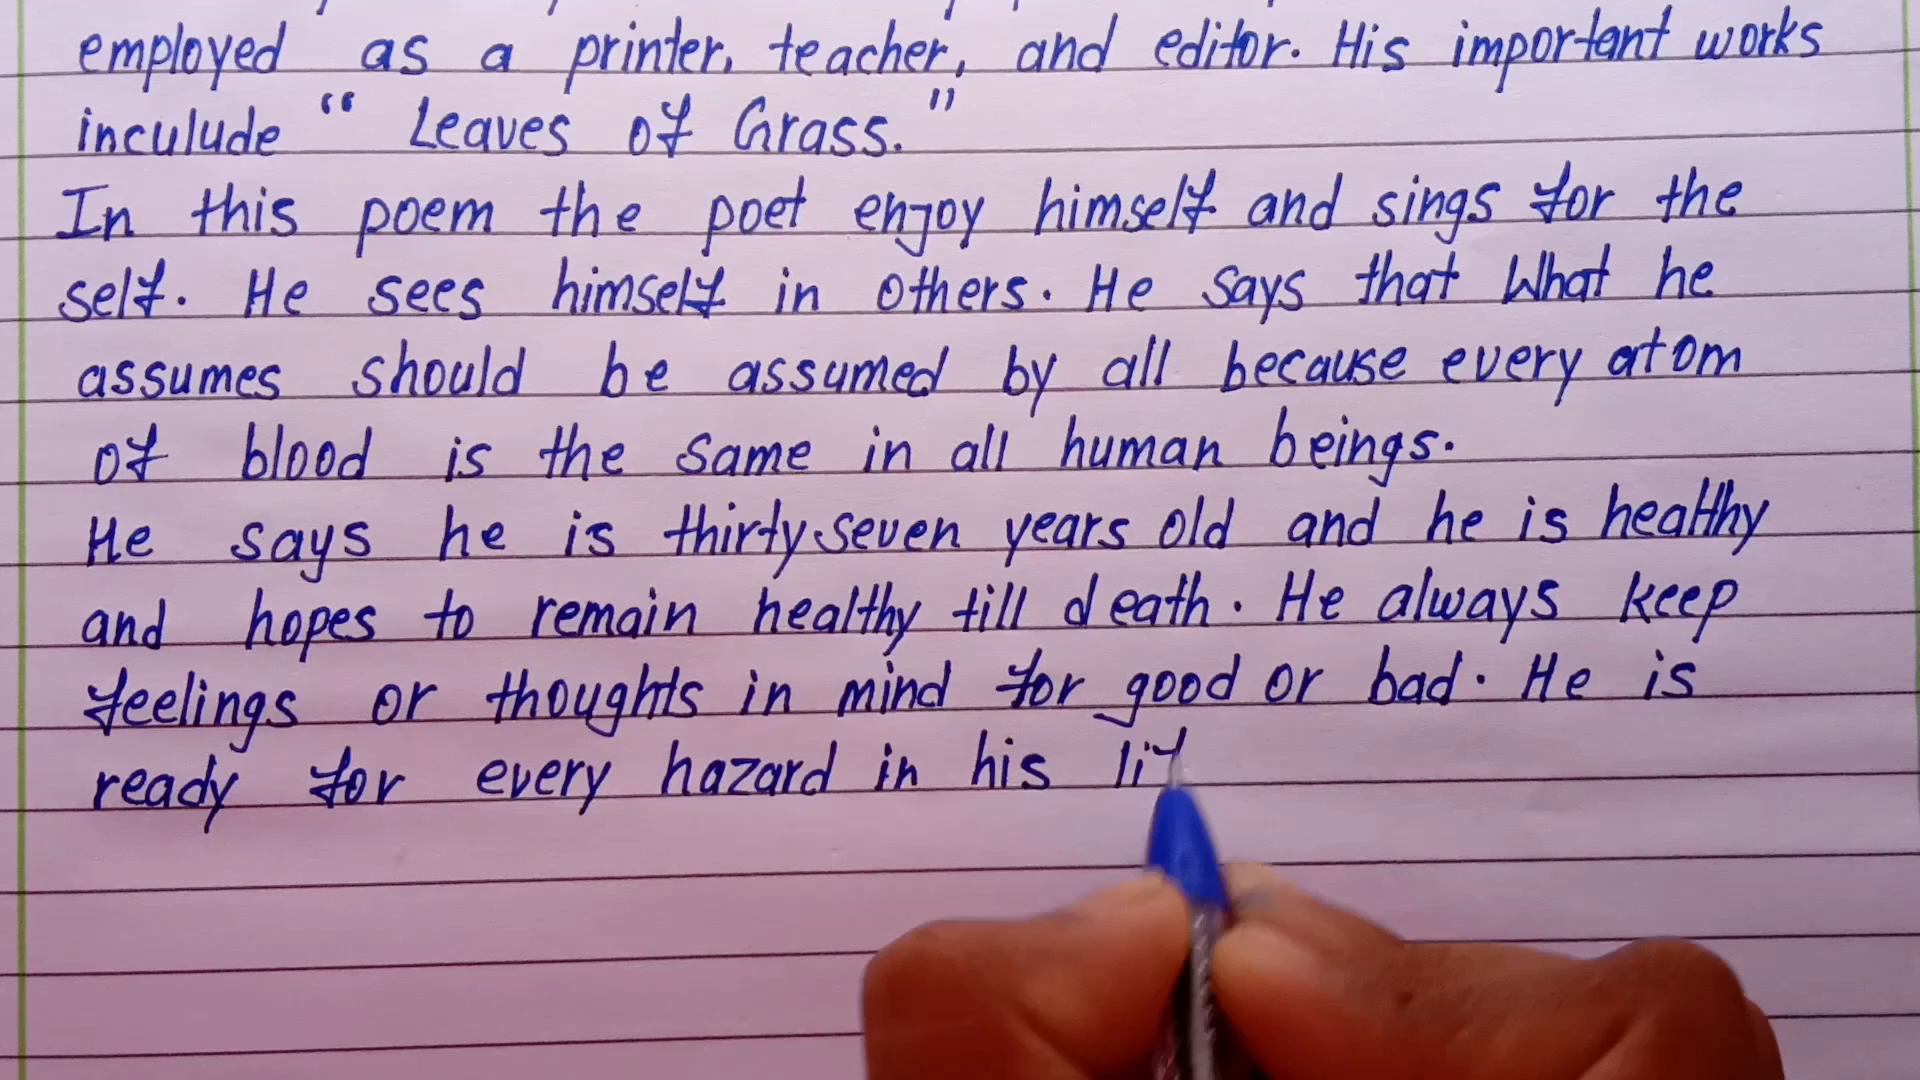 employed as a printer, teacher, and editor. His important works
inculude " Leaves of Grass."
In this poem the poet enjoy himself and sings for the
self. He sees himself in others. He says that What he
assumes should be assumed by all because every atom
of blood is the same in all human beings.
He says he is thirty seven years old and he is healthy
and hopes to remain healthy till death. He always keep
feelings or thoughts in mind for good or bad. He is
ready for every hazard in his lif